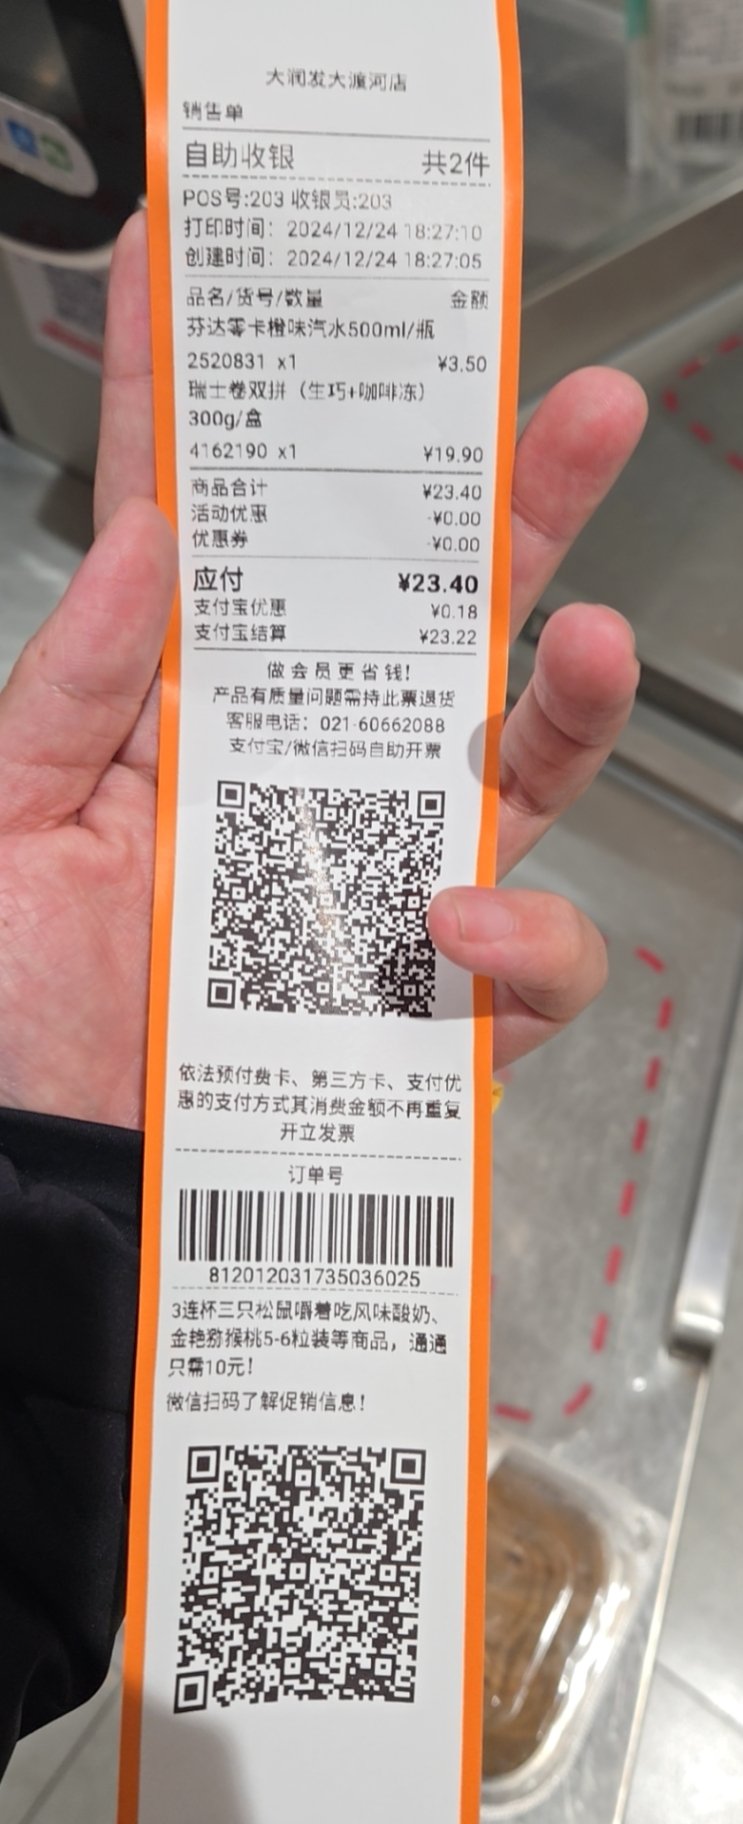 大润发大渡河店
销售单
自助收银 共2件
POS号:203 收银员:203
打印时间：2024/12/24 18:27:10
创建时间：2024/12/24 18:27:05
品名/货号/数量 金额
芬达零卡橙味汽水500ml/瓶
2520831 x1 ¥3.50
瑞士卷双拼（生巧+咖啡冻）
300g/盒
4162190 x1 ¥19.90
商品合计 ¥23.40
活动优惠 -¥0.00
优惠券 -¥0.00
应付 ¥23.40
支付宝优惠 ¥0.18
支付宝结算 ¥23.22
做会员更省钱!
产品有质量问题需持此票退货
客服电话：021-60662088
支付宝/微信扫码自助开票
依法预付费卡、第三方卡、支付优
惠的支付方式其消费金额不再重复
开立发票
订单号
812012031735036025
3连杯三只松鼠嚼着吃风味酸奶、
金艳猕猴桃5-6粒装等商品，通通
只需10元!
微信扫码了解促销信息!